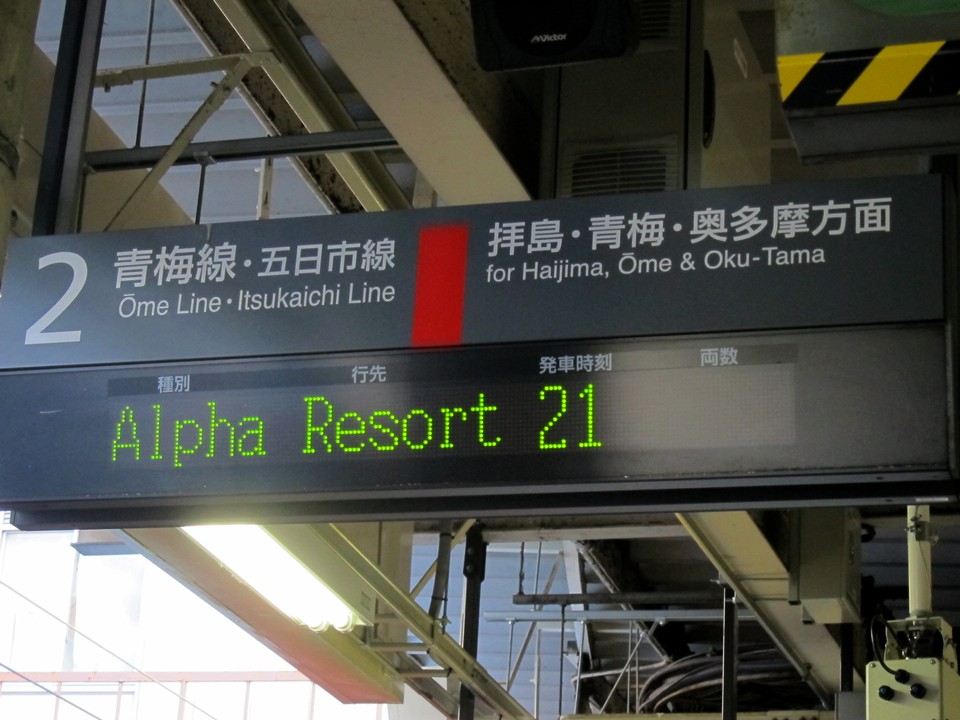 Victor
2
青梅線・五日市線
Ōme Line・Itsukaichi Line
拝島・青梅・奥多摩方面
for Haijima, Ōme & Oku-Tama
種別 行先 発車時刻 両数
Alpha Resort 21